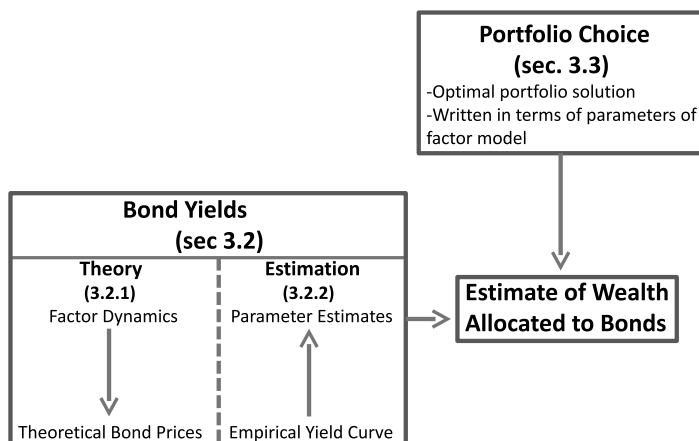 Portfolio Choice
(sec. 3.3)
-Optimal portfolio solution
-Written in terms of parameters of
factor model
Bond Yields
(sec 3.2)
Theory
(3.2.1)
Factor Dynamics
Theoretical Bond Prices
Estimation
(3.2.2)
Parameter Estimates
Empirical Yield Curve
Estimate of Wealth
Allocated to Bonds